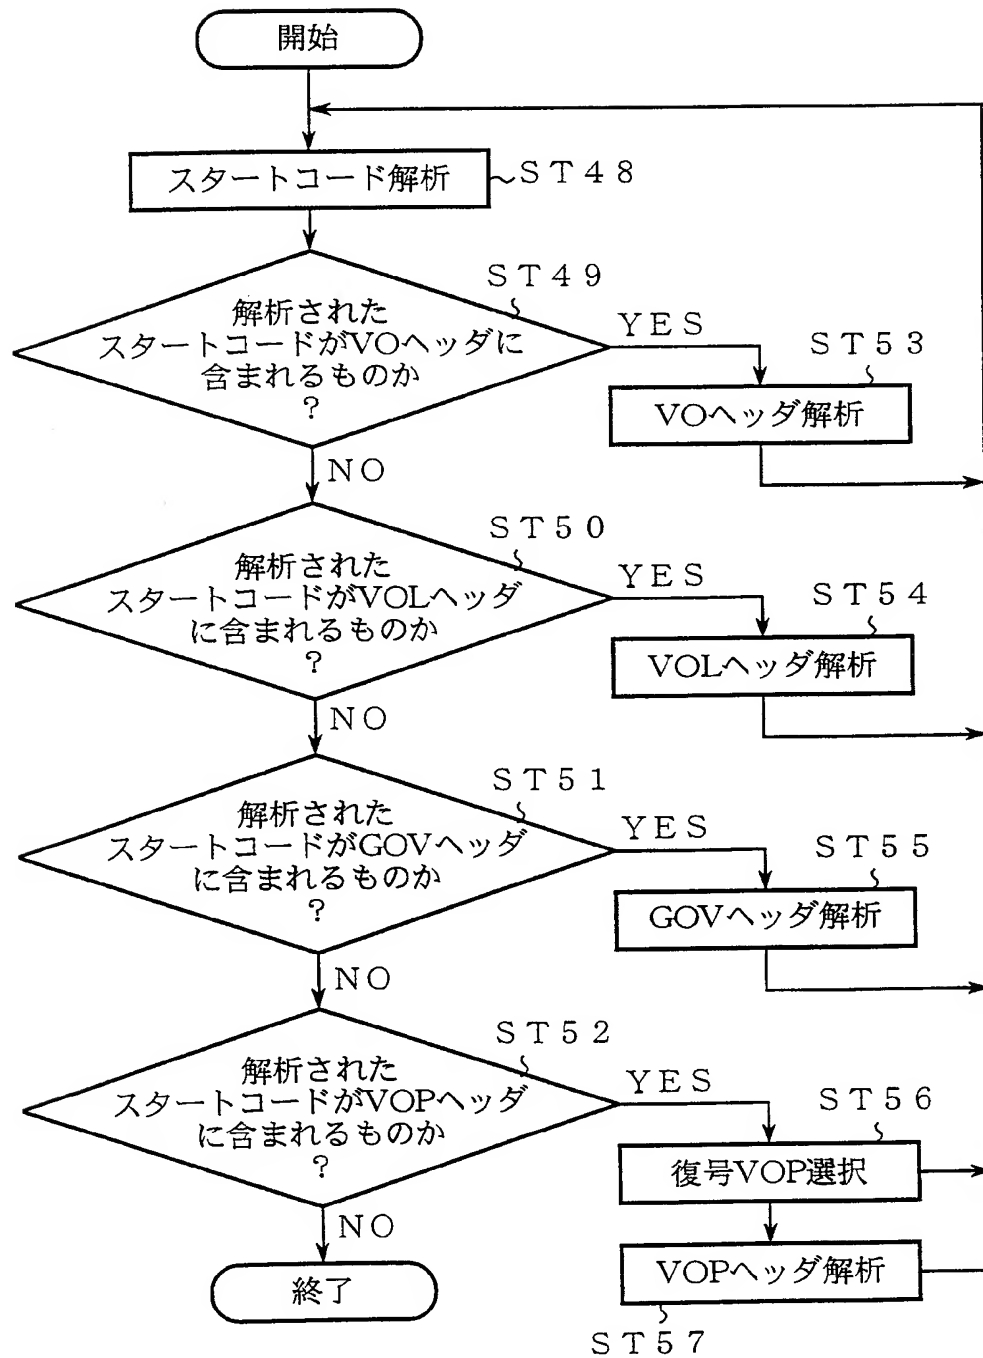 開始
スタートコード解析
ST48
ST49
解析された
スタートコードがVOヘッダに
含まれるものか
?
YES
ST53
VOヘッダ解析
NO
ST50
解析された
スタートコードがVOLヘッダ
に含まれるものか
?
YES
ST54
VOLヘッダ解析
NO
ST51
解析された
スタートコードがGOVヘッダ
に含まれるものか
?
YES
ST55
GOVヘッダ解析
NO
ST52
解析された
スタートコードがVOPヘッダ
に含まれるものか
?
YES
ST56
復号VOP選択
NO
VOPヘッダ解析
終了
ST57